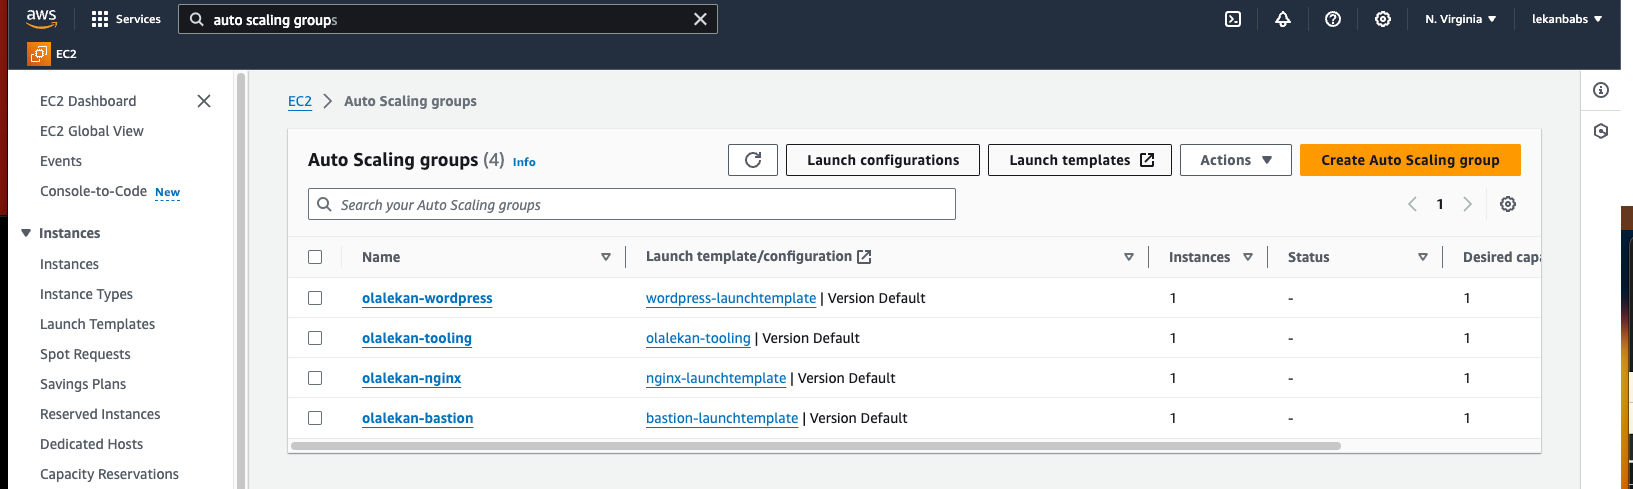 aws
Services
auto scaling groups
N. Virginia
lekanbabs
EC2
EC2 Dashboard
EC2 Global View
Events
Console-to-Code New
Instances
Instances
Instance Types
Launch Templates
Spot Requests
Savings Plans
Reserved Instances
Dedicated Hosts
Capacity Reservations
EC2 > Auto Scaling groups
Auto Scaling groups (4) Info
Launch configurations
Launch templates
Actions
Create Auto Scaling group
Search your Auto Scaling groups
1
Name Launch template/configuration Instances Status Desired capa
olalekan-wordpress wordpress-launchtemplate | Version Default 1 - 1
olalekan-tooling olalekan-tooling | Version Default 1 - 1
olalekan-nginx nginx-launchtemplate | Version Default 1 - 1
olalekan-bastion bastion-launchtemplate | Version Default 1 - 1